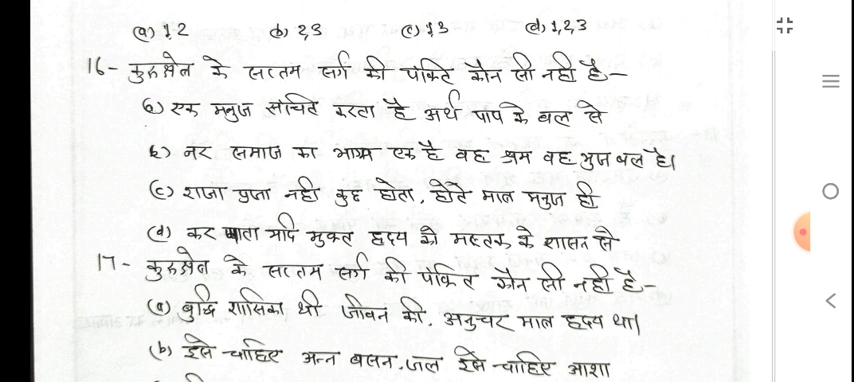 (a) 1,2 (b) 2,3 (c) 1,3 (d) 1,2,3
16- कुरुक्षेत्र के सप्तम सर्ग की पंक्ति कौन सी नही है-
(a) एक मनुज संचित करता है अर्थ पाप के बल से
(b) नर समाज का भाग्य एक है वह श्रम वह भुज बल है।
(c) राजा प्रजा नही कुछ होता, होते मात्र मनुज ही
(d) कर पाता यदि मुक्त हृदय को मस्तक के शासन से
17- कुरुक्षेत्र के सप्तम सर्ग की पंक्ति कौन सी नही है-
(a) बुद्धि शासिका थी जीवन की, अनुचर मात्र हृदय था।
(b) इसे चाहिए अन्न वसन, जल इसे चाहिए आशा